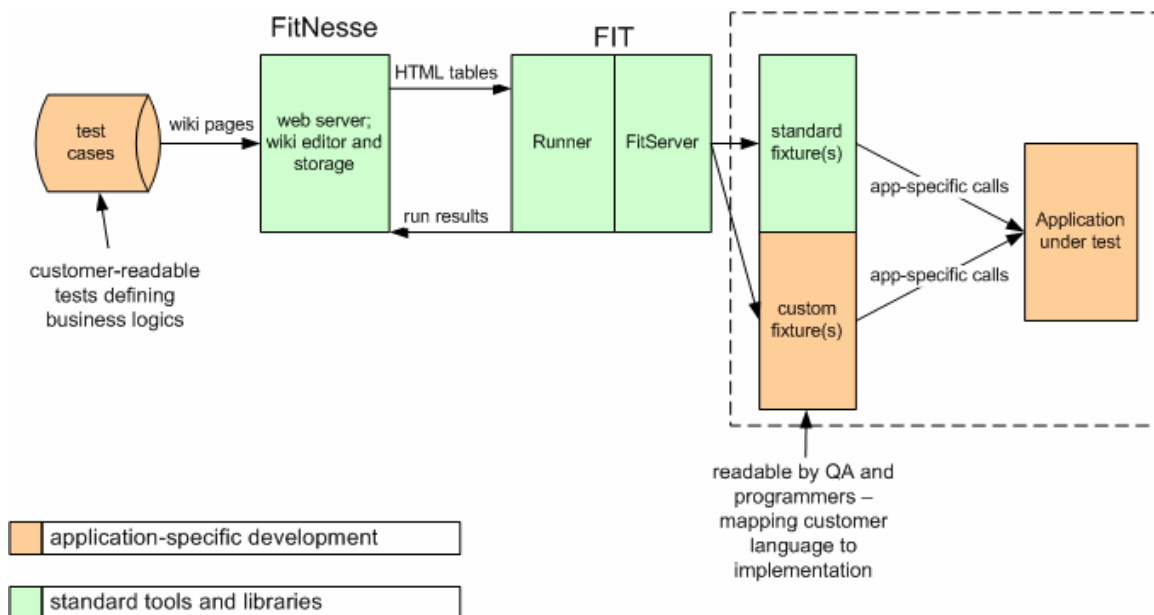 FitNesse
FIT
HTML tables
wiki pages
test
cases
web server;
wiki editor and
storage
Runner
FitServer
standard
fixture(s)
app-specific calls
Application
under test
run results
app-specific calls
custom
fixture(s)
customer-readable
tests defining
business logics
readable by QA and
programmers –
mapping customer
language to
implementation
application-specific development
standard tools and libraries